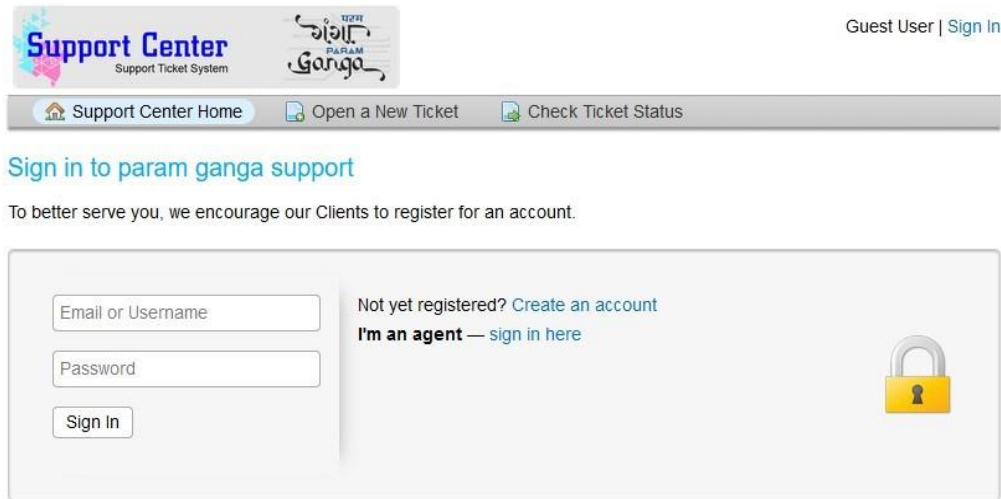 Support Center
Support Ticket System
परम
गंगा
PARAM
Ganga
Guest User | Sign In
Support Center Home
Open a New Ticket
Check Ticket Status
Sign in to param ganga support
To better serve you, we encourage our Clients to register for an account.
Email or Username
Not yet registered? Create an account
I'm an agent — sign in here
Password
Sign In